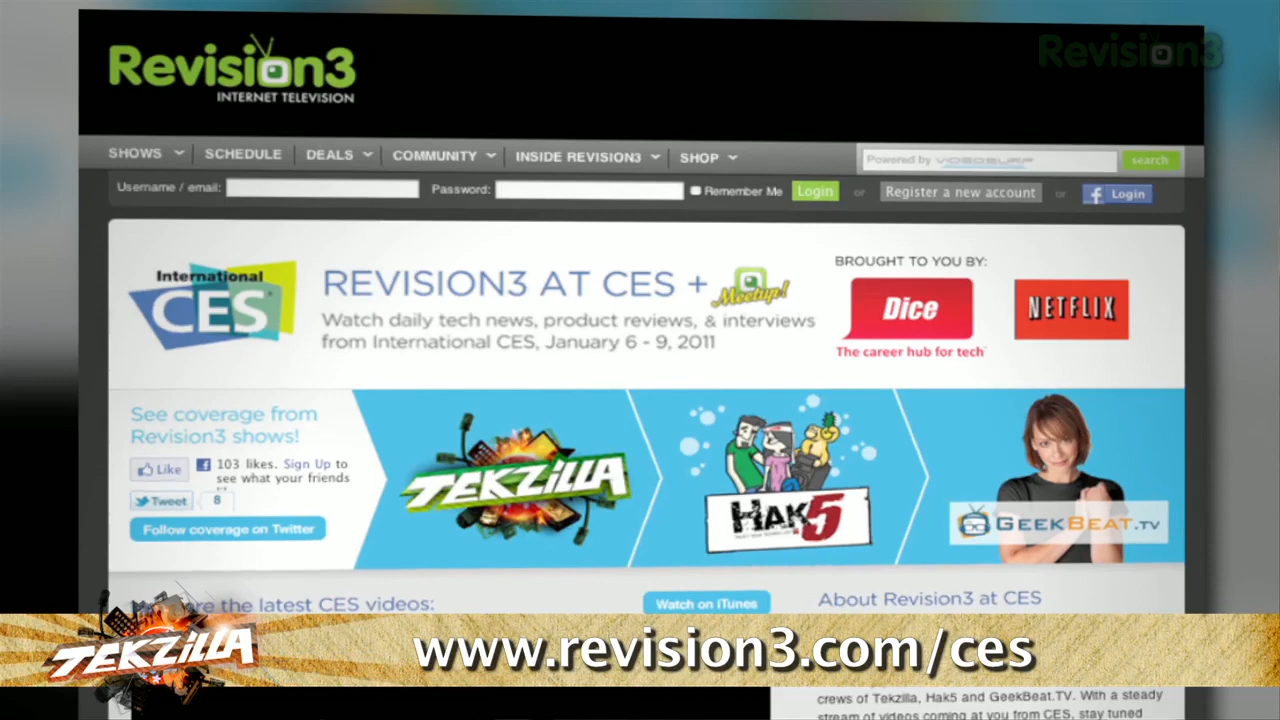 Revision3
INTERNET TELEVISION
Revision3
SHOWS
SCHEDULE
DEALS
COMMUNITY
INSIDE REVISION3
SHOP
Powered by VIDEOSURF
search
Username / email:
Password:
Remember Me
Login
or
Register a new account
or
f Login
International
CES
REVISION3 AT CES +
Meetup!
Watch daily tech news, product reviews, & interviews
from International CES, January 6 - 9, 2011
BROUGHT TO YOU BY:
Dice
The career hub for tech™
NETFLIX
See coverage from
Revision3 shows!
Like
103 likes. Sign Up to
see what your friends
Tweet
8
Follow coverage on Twitter
TEKZILLA
HAK5
GEEKBEAT.TV
are the latest CES videos:
Watch on iTunes
About Revision3 at CES
TEKZILLA
www.revision3.com/ces
crews of Tekzilla, Hak5 and GeekBeat.TV. With a steady
stream of videos coming at you from CES, stay tuned